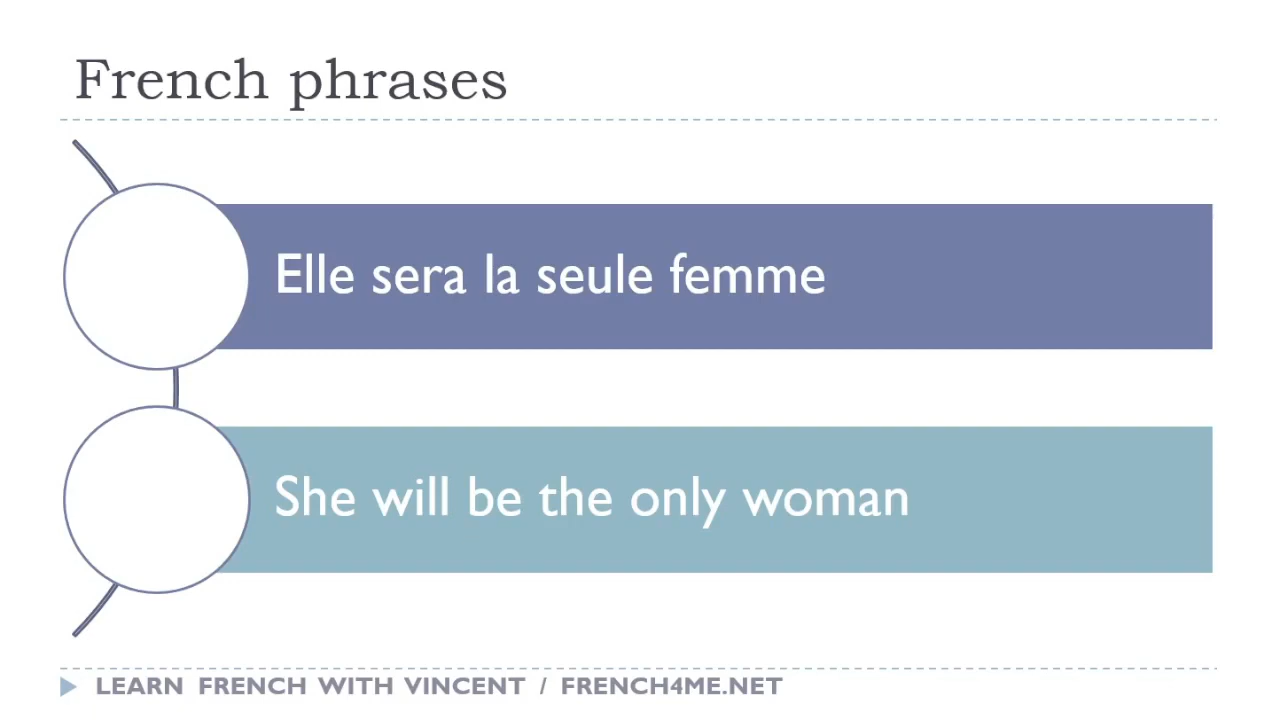 French phrases
Elle sera la seule femme
She will be the only woman
LEARN FRENCH WITH VINCENT / FRENCH4ME.NET